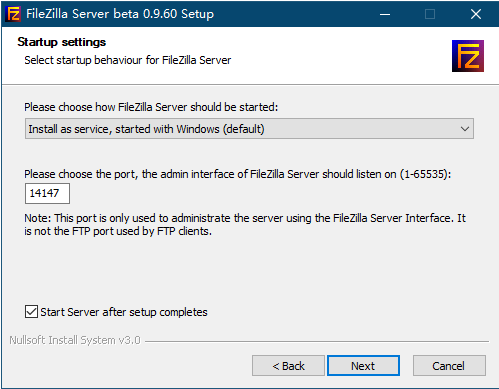 FileZilla Server beta 0.9.60 Setup
Startup settings
Select startup behaviour for FileZilla Server
FZ
Please choose how FileZilla Server should be started:
Install as service, started with Windows (default)
Please choose the port, the admin interface of FileZilla Server should listen on (1-65535):
14147
Note: This port is only used to administrate the server using the FileZilla Server Interface. It
is not the FTP port used by FTP clients.
Start Server after setup completes
Nullsoft Install System v3.0
< Back
Next
Cancel